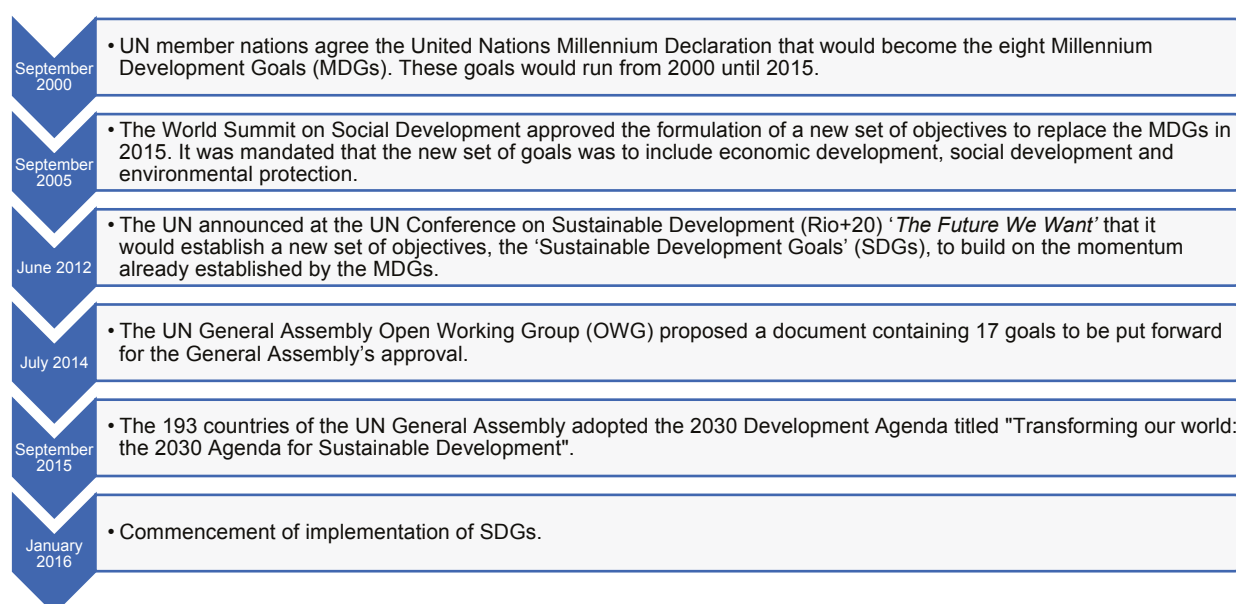 September
2000
• UN member nations agree the United Nations Millennium Declaration that would become the eight Millennium
Development Goals (MDGs). These goals would run from 2000 until 2015.
September
2005
• The World Summit on Social Development approved the formulation of a new set of objectives to replace the MDGs in
2015. It was mandated that the new set of goals was to include economic development, social development and
environmental protection.
June 2012
• The UN announced at the UN Conference on Sustainable Development (Rio+20) ‘The Future We Want’ that it
would establish a new set of objectives, the ‘Sustainable Development Goals’ (SDGs), to build on the momentum
already established by the MDGs.
July 2014
• The UN General Assembly Open Working Group (OWG) proposed a document containing 17 goals to be put forward
for the General Assembly’s approval.
September
2015
• The 193 countries of the UN General Assembly adopted the 2030 Development Agenda titled "Transforming our world:
the 2030 Agenda for Sustainable Development".
January
2016
• Commencement of implementation of SDGs.